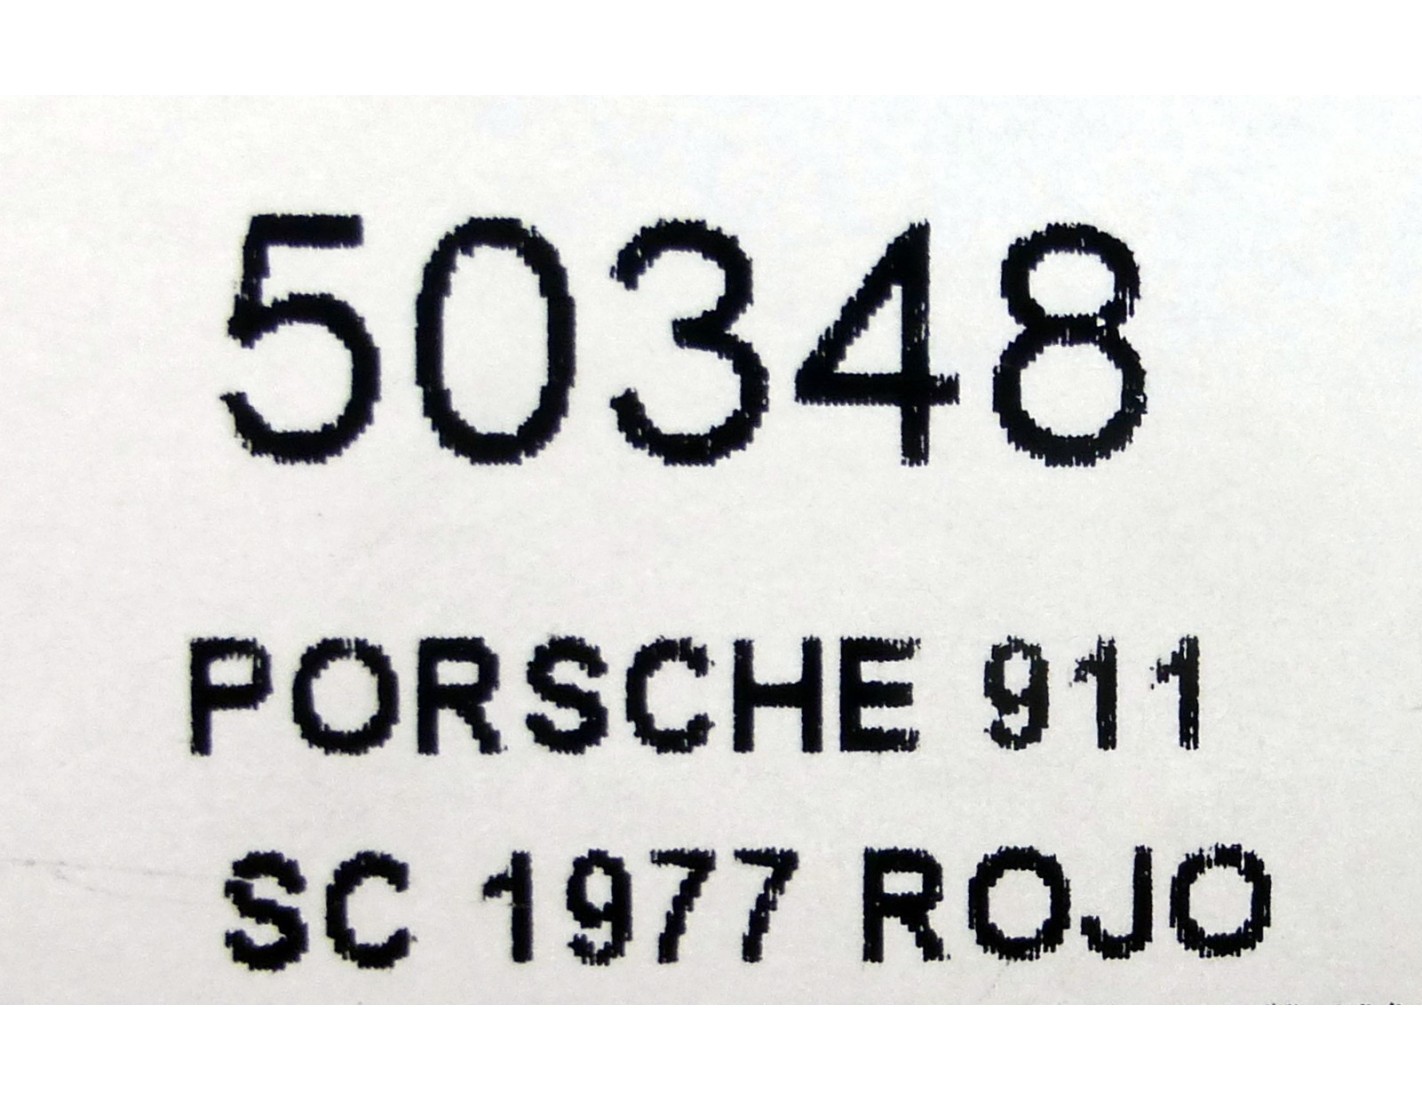 50348
PORSCHE 911
SC 1977 ROJO